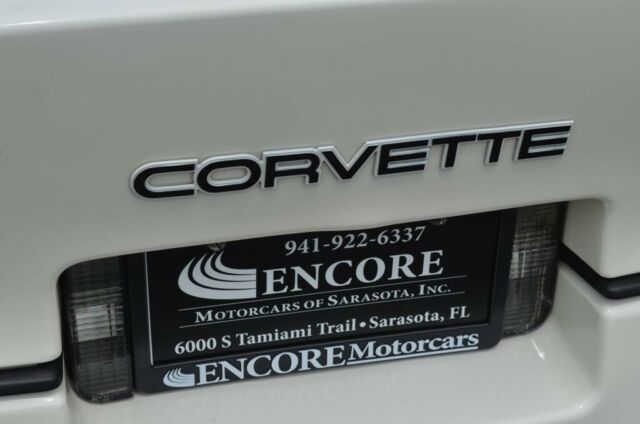 CORVETTE
941-922-6337
ENCORE
MOTORCARS OF SARASOTA, INC.
6000 S Tamiami Trail • Sarasota, FL
ENCORE Motorcars